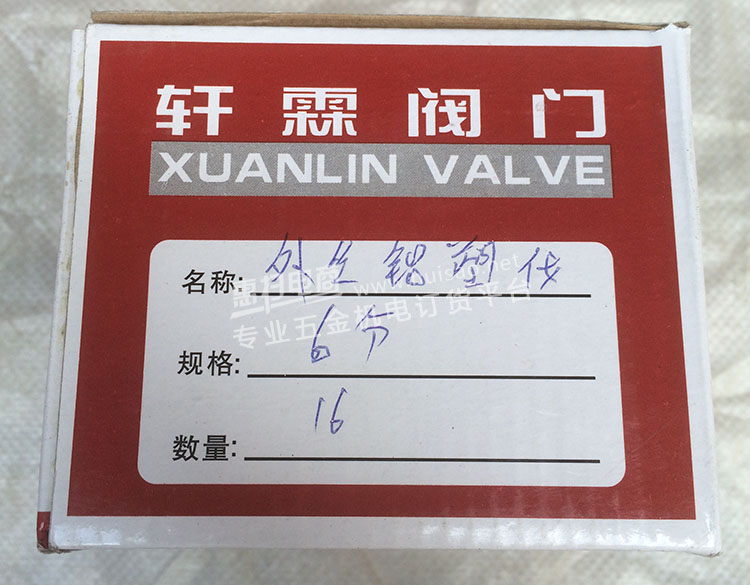 轩霖阀门
XUANLIN VALVE
名称: 外丝铝塑伐
规格: 6分
数量: 16
专业五金机电订货平台